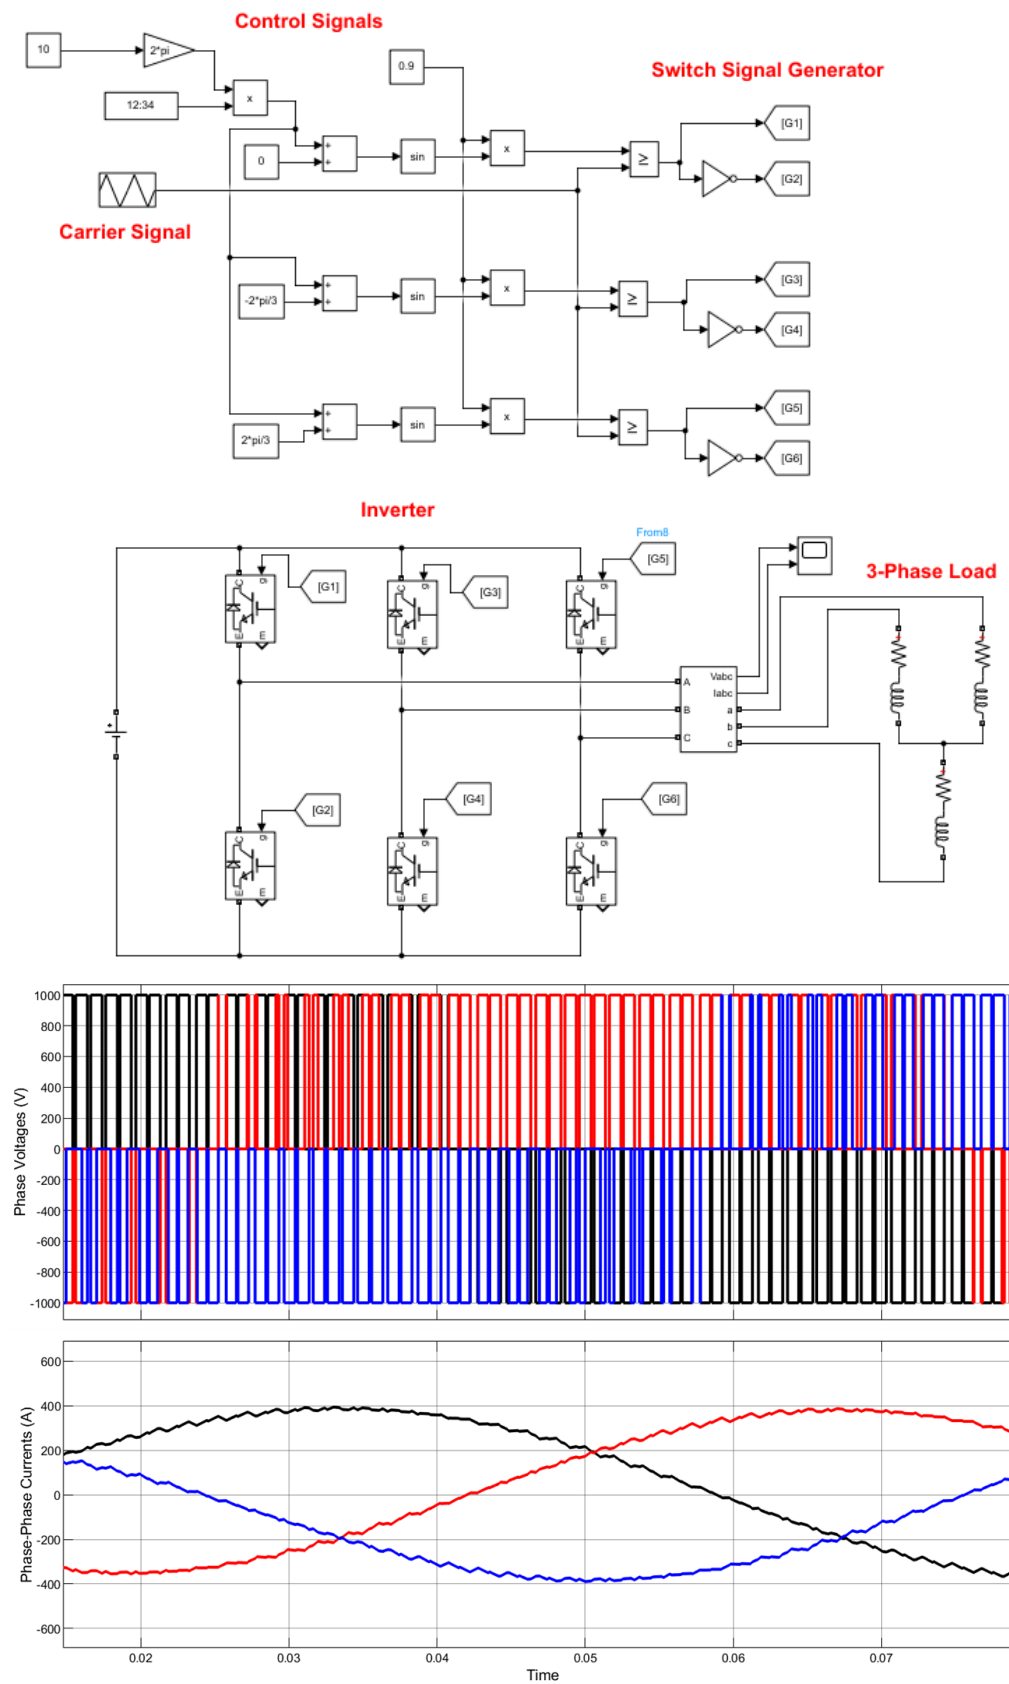 Control Signals
10
2*pi
0.9
Switch Signal Generator
12:34
x
[G1]
+
+
0
sin
x
≥
[G2]
Carrier Signal
-2*pi/3
+
+
sin
x
≥
[G3]
[G4]
2*pi/3
+
+
sin
x
≥
[G5]
[G6]
Inverter
From8
[G1]
[G3]
[G5]
3-Phase Load
C
g
E
m
C
g
E
m
C
g
E
m
A
B
C
Vabc
Iabc
a
b
c
+
+
+
+
[G2]
[G4]
[G6]
C
g
E
m
C
g
E
m
C
g
E
m
Phase Voltages (V)
1000
800
600
400
200
0
-200
-400
-600
-800
-1000
Phase-Phase Currents (A)
600
400
200
0
-200
-400
-600
0.02 0.03 0.04 0.05 0.06 0.07
Time